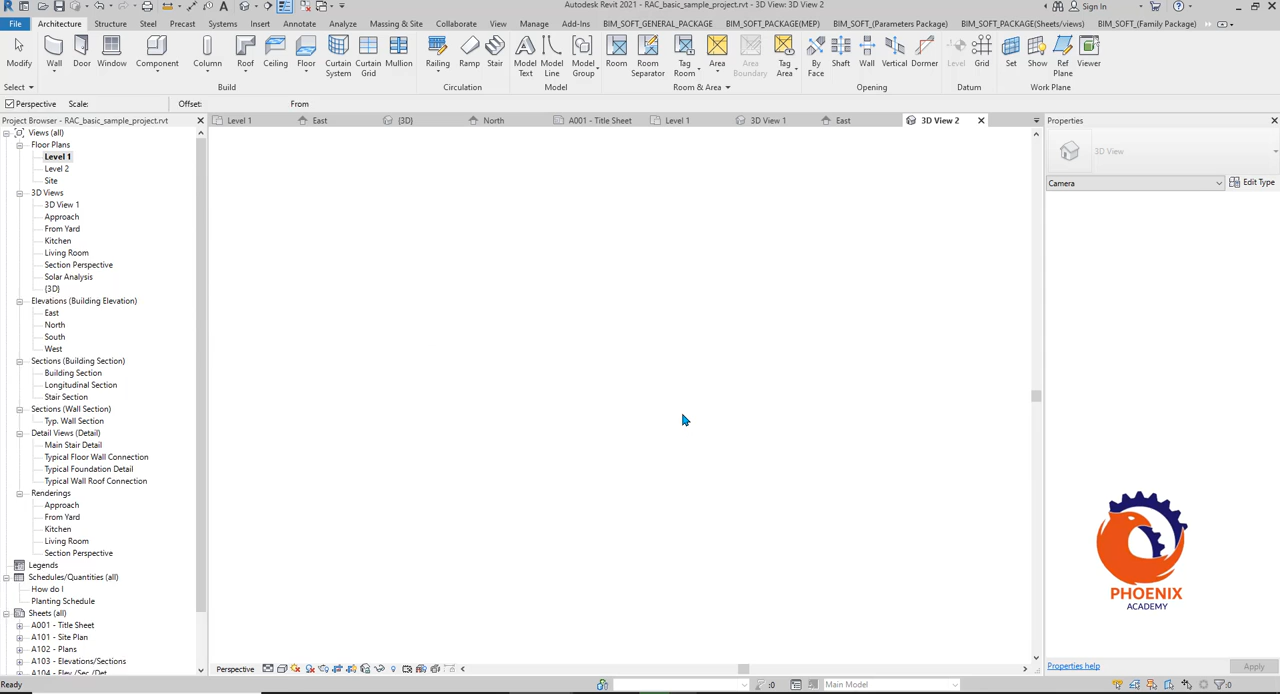 Autodesk Revit 2021 - RAC_basic_sample_project.rvt - 3D View: 3D View 2
Sign In
File Architecture Structure Steel Precast Systems Insert Annotate Analyze Massing & Site Collaborate View Manage Add-Ins BIM_SOFT_GENERAL_PACKAGE BIM_SOFT_PACKAGE(MEP) BIM_SOFT_(Parameters Package) BIM_SOFT_PACKAGE(Sheets/views) BIM_SOFT_(Family Package)
Modify Wall Door Window Component Column Roof Ceiling Floor Curtain System Curtain Grid Mullion Railing Ramp Stair Model Text Model Line Model Group Room Room Separator Tag Room Area Area Boundary Tag Area By Face Shaft Wall Vertical Dormer Level Grid Set Show Ref Plane Viewer
Select Build Circulation Model Room & Area Opening Datum Work Plane
Perspective Scale: Offset: From
Project Browser - RAC_basic_sample_project.rvt
Level 1 East {3D} North A001 - Title Sheet Level 1 3D View 1 East 3D View 2
Properties
3D View
Camera
Edit Type
Views (all)
Floor Plans
Level 1
Level 2
Site
3D Views
3D View 1
Approach
From Yard
Kitchen
Living Room
Section Perspective
Solar Analysis
{3D}
Elevations (Building Elevation)
East
North
South
West
Sections (Building Section)
Building Section
Longitudinal Section
Stair Section
Sections (Wall Section)
Typ. Wall Section
Detail Views (Detail)
Main Stair Detail
Typical Floor Wall Connection
Typical Foundation Detail
Typical Wall Roof Connection
Renderings
Approach
From Yard
Kitchen
Living Room
Section Perspective
Legends
Schedules/Quantities (all)
How do I
Planting Schedule
Sheets (all)
A001 - Title Sheet
A101 - Site Plan
A102 - Plans
A103 - Elevations/Sections
A104 - Elev./Sec./Det.
PHOENIX
ACADEMY
Perspective
Properties help
Apply
Ready
:0
Main Model
:0